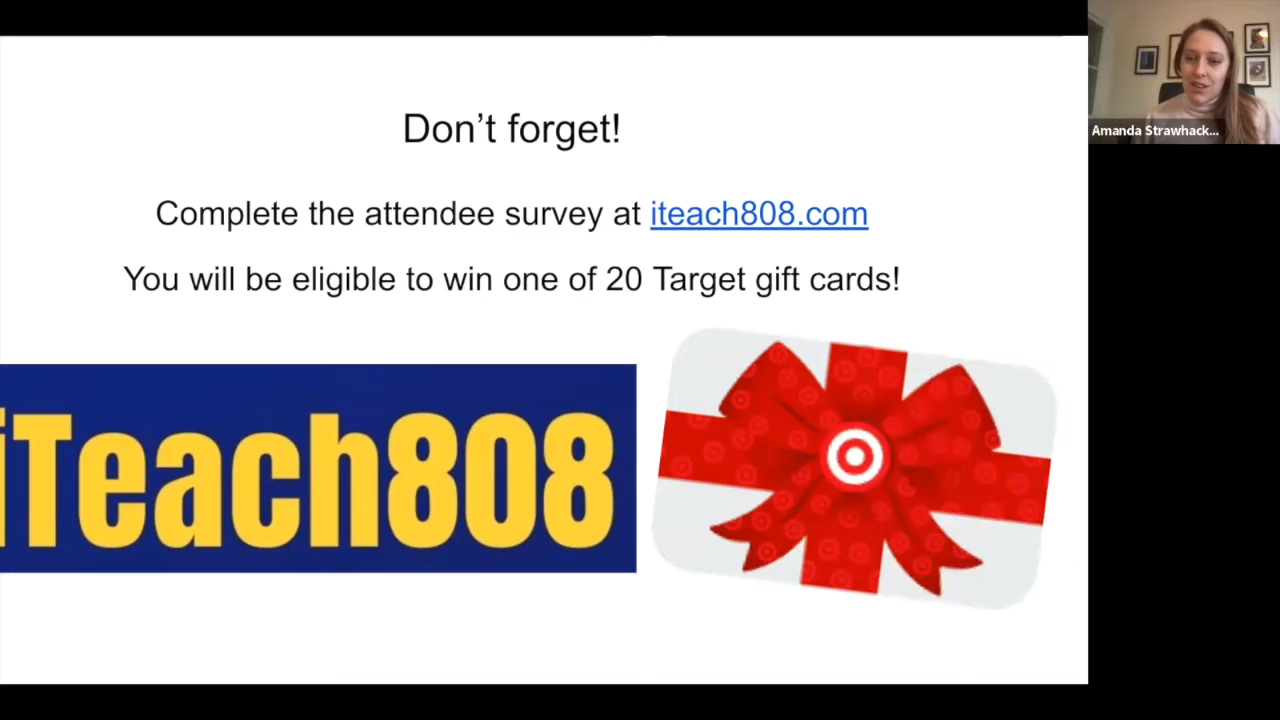 Don’t forget!
Complete the attendee survey at iteach808.com
You will be eligible to win one of 20 Target gift cards!
iTeach808
Amanda Strawhack...